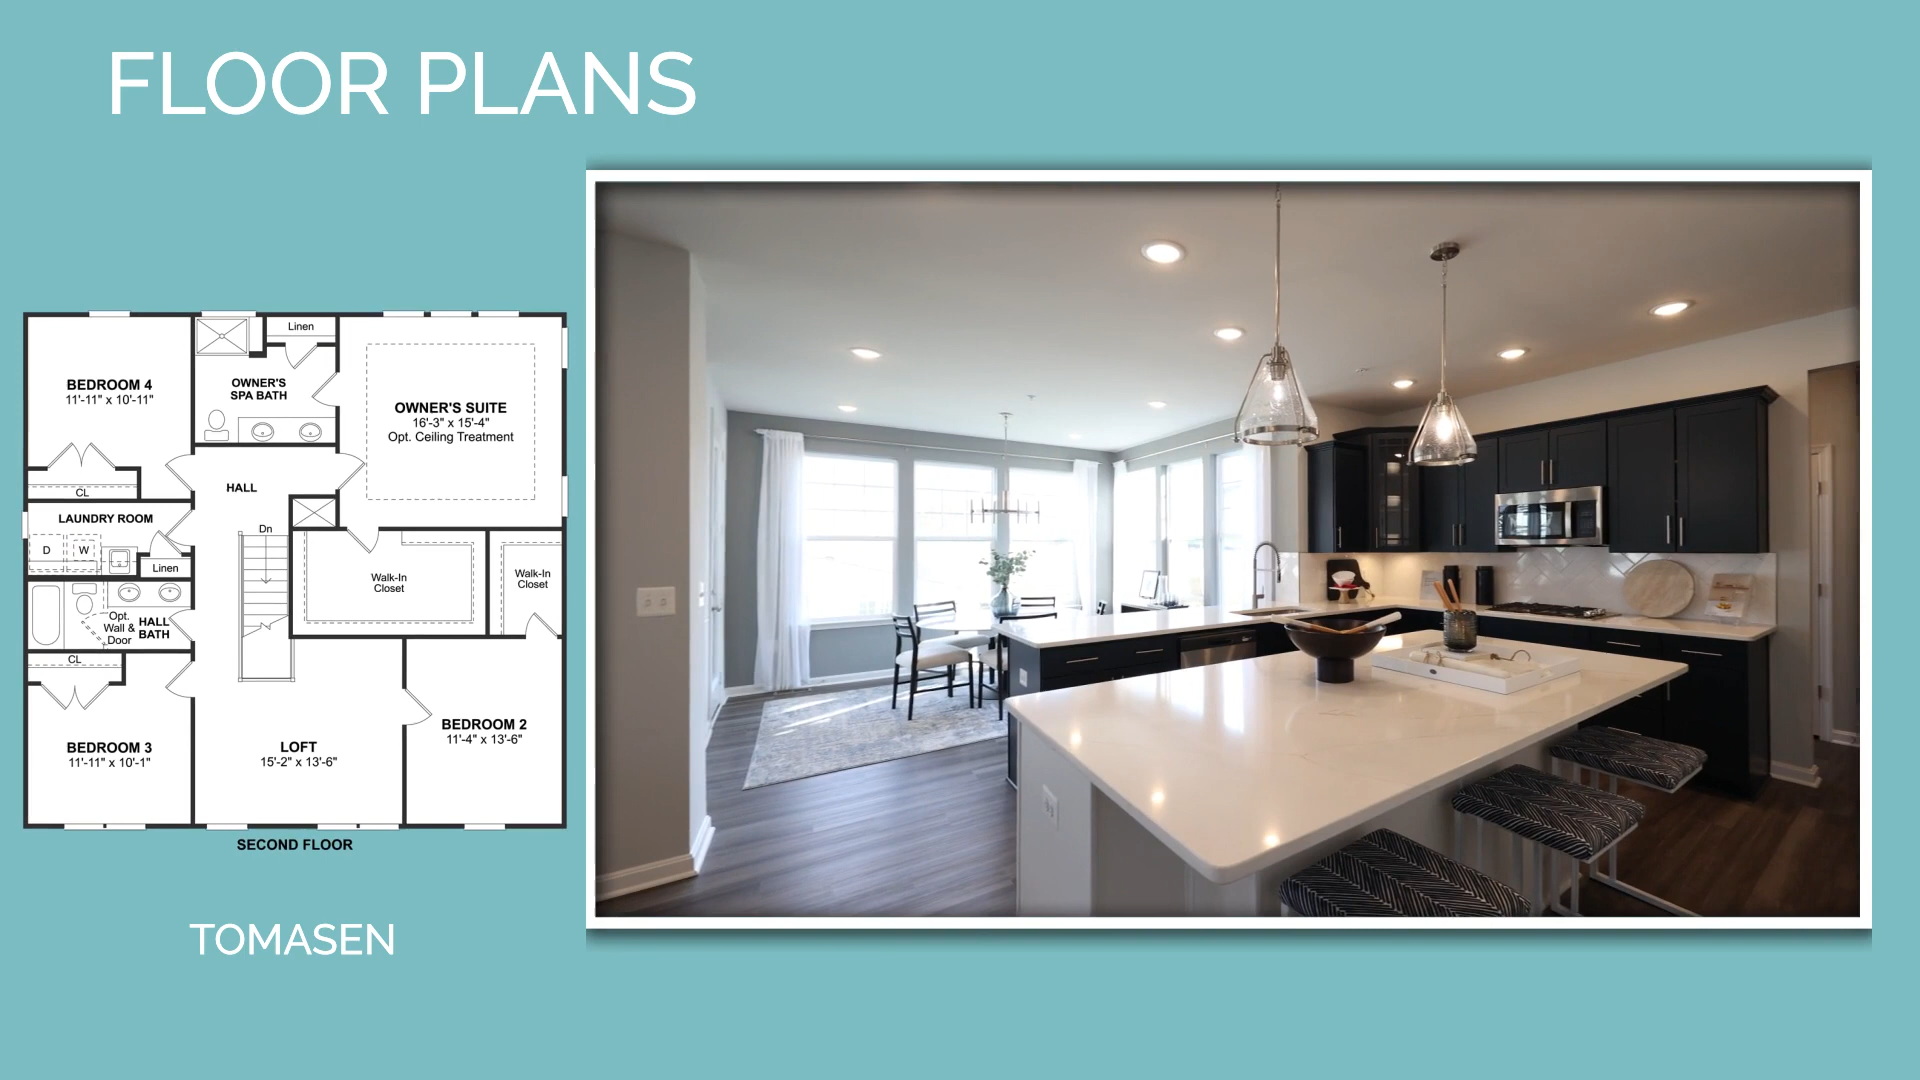 FLOOR PLANS
Linen
BEDROOM 4
11'-11" x 10'-11"
OWNER'S
SPA BATH
OWNER'S SUITE
16'-3" x 15'-4"
Opt. Ceiling Treatment
CL
HALL
LAUNDRY ROOM
Dn
D
W
Linen
Walk-In
Closet
Walk-In
Closet
Opt.
Wall &
Door
HALL
BATH
CL
BEDROOM 3
11'-11" x 10'-1"
LOFT
15'-2" x 13'-6"
BEDROOM 2
11'-4" x 13'-6"
SECOND FLOOR
TOMASEN